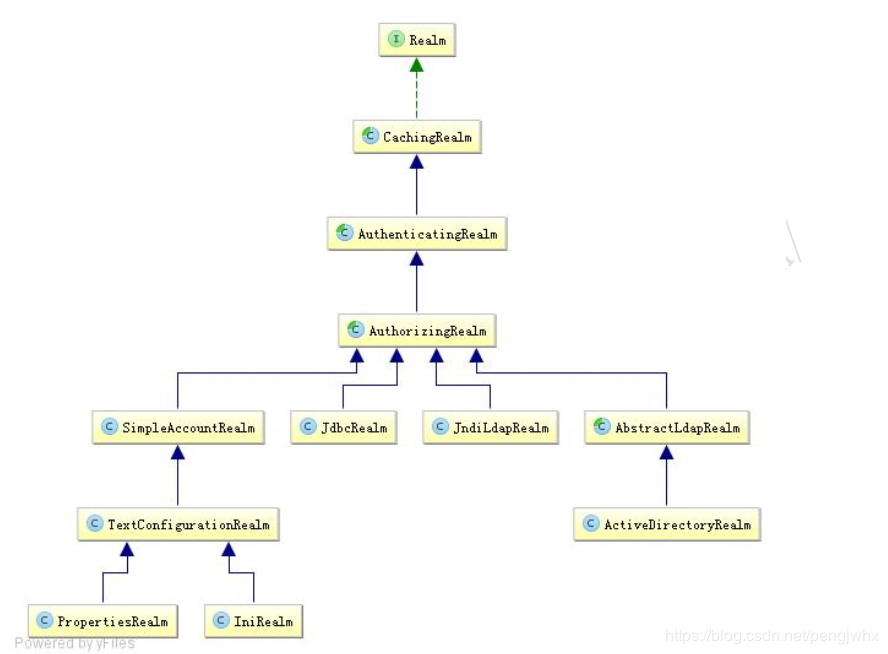 I Realm
C CachingRealm
C AuthenticatingRealm
C AuthorizingRealm
C SimpleAccountRealm
C JdbcRealm
C JndiLdapRealm
C AbstractLdapRealm
C TextConfigurationRealm
C ActiveDirectoryRealm
C PropertiesRealm
C IniRealm
Powered by yFiles
https://blog.csdn.net/pengjwhx